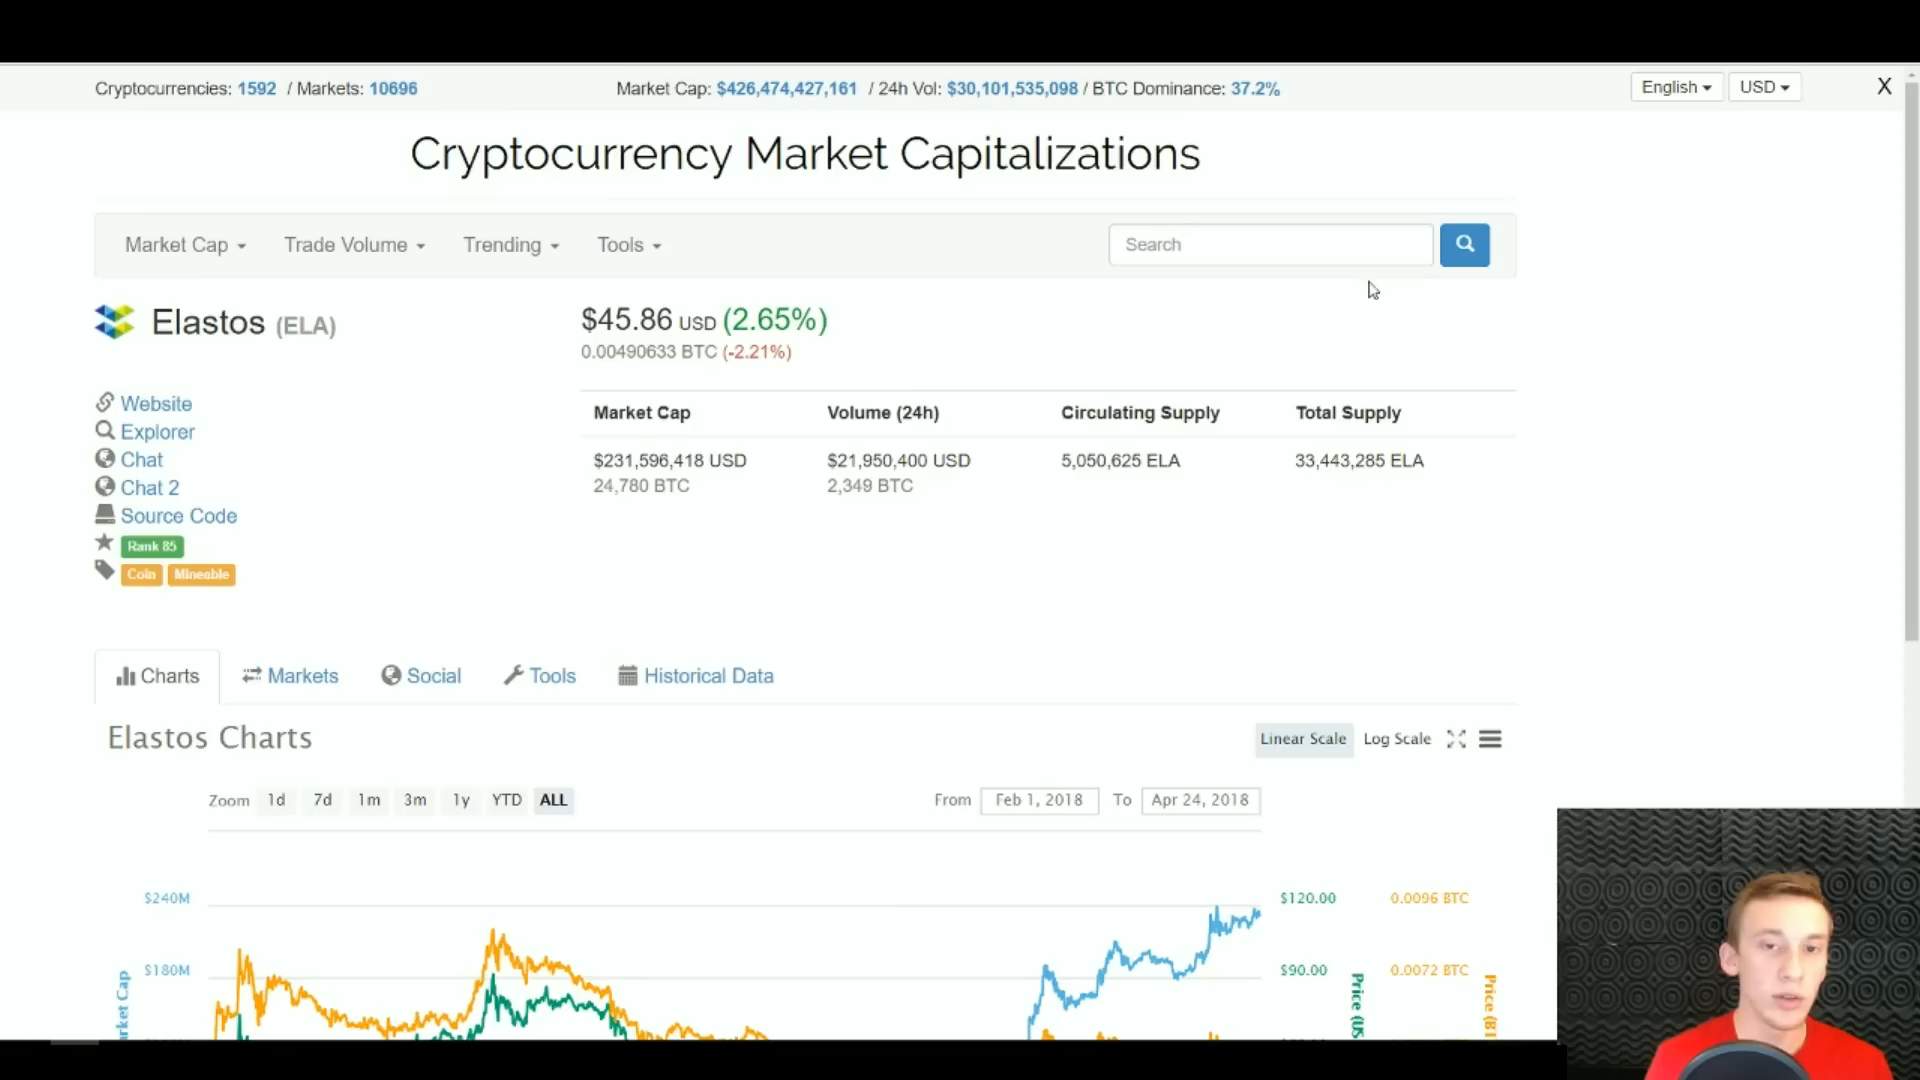 Cryptocurrencies: 1592 / Markets: 10696
Market Cap: $426,474,427,161 / 24h Vol: $30,101,535,098 / BTC Dominance: 37.2%
English
USD
X
Cryptocurrency Market Capitalizations
Market Cap
Trade Volume
Trending
Tools
Search
Elastos (ELA)
$45.86 USD (2.65%)
0.00490633 BTC (-2.21%)
Website
Explorer
Chat
Chat 2
Source Code
Rank 85
Coin Mineable
Market Cap Volume (24h) Circulating Supply Total Supply
$231,596,418 USD $21,950,400 USD 5,050,625 ELA 33,443,285 ELA
24,780 BTC 2,349 BTC
Charts
Markets
Social
Tools
Historical Data
Elastos Charts
Linear Scale Log Scale
Zoom 1d 7d 1m 3m 1y YTD ALL
From Feb 1, 2018 To Apr 24, 2018
$240M
$120.00
0.0096 BTC
$180M
$90.00
0.0072 BTC